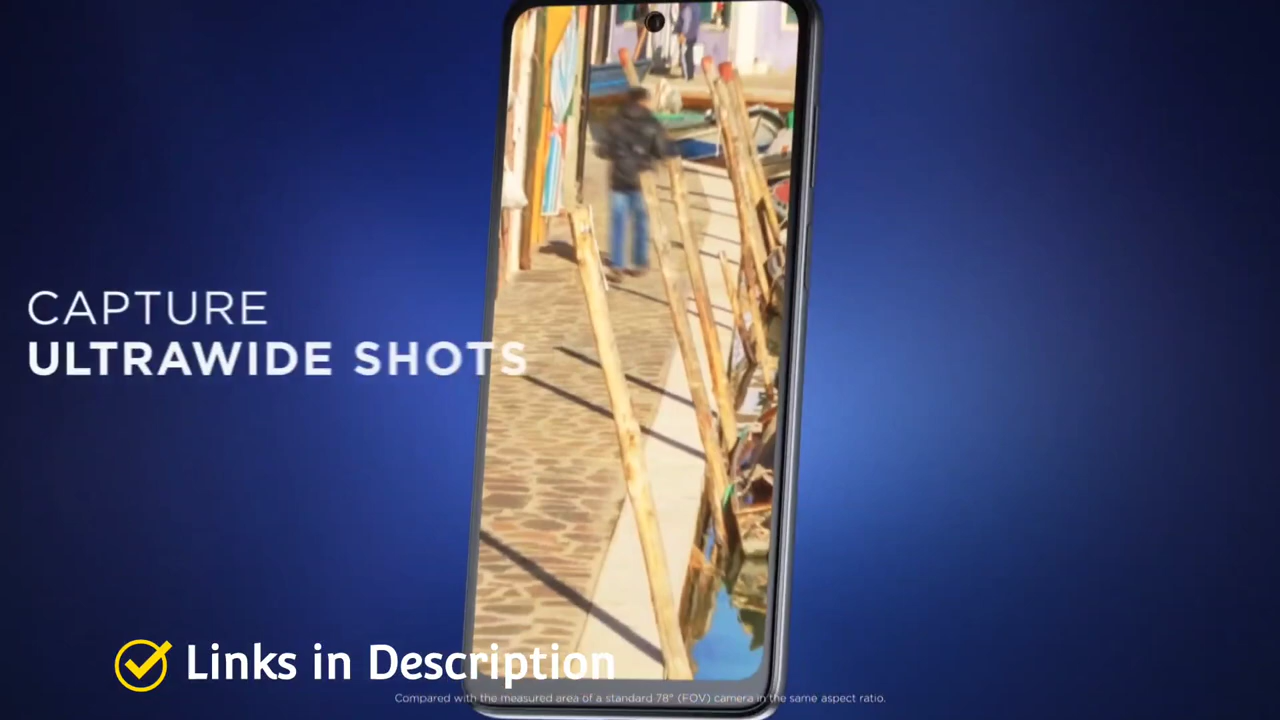 CAPTURE
ULTRAWIDE SHOTS
Links in Description
Compared with the measured area of a standard 78° (FOV) camera in the same aspect ratio.